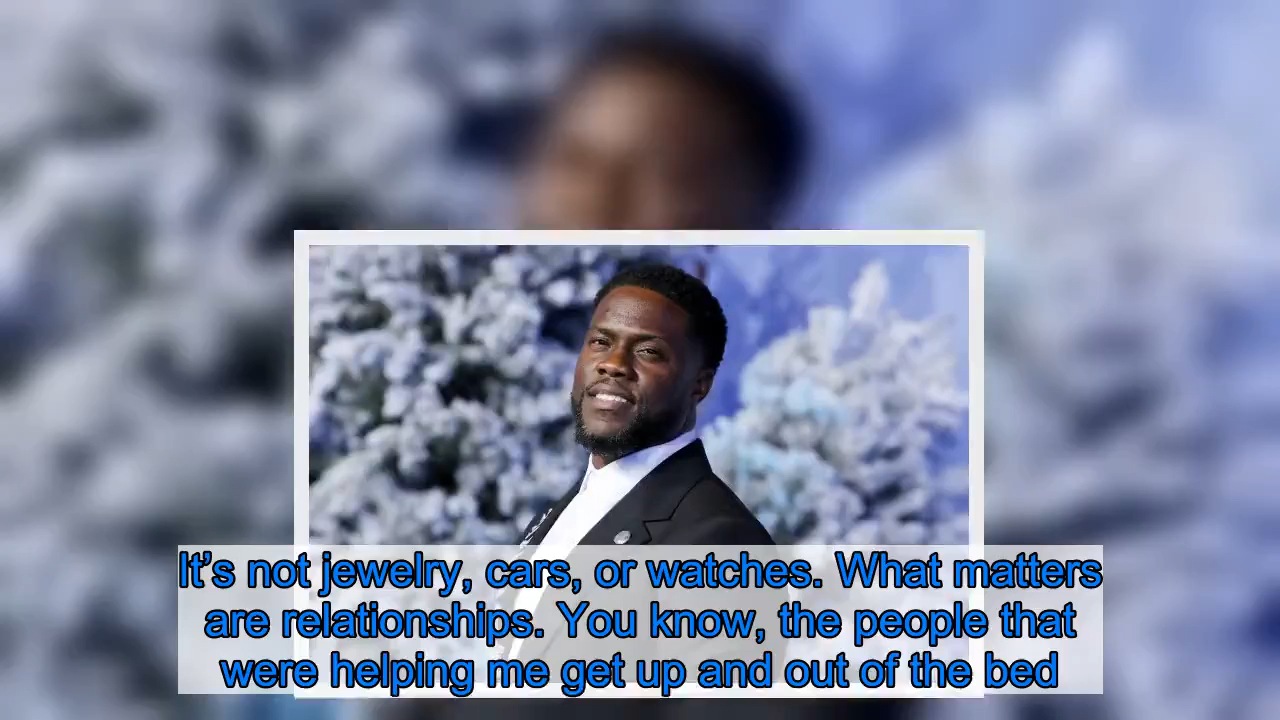 It’s not jewelry, cars, or watches. What matters
are relationships. You know, the people that
were helping me get up and out of the bed